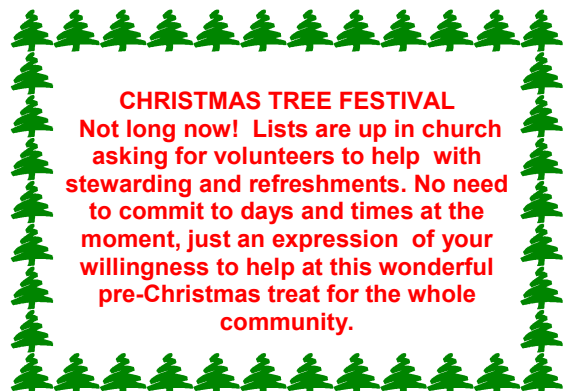 CHRISTMAS TREE FESTIVAL
Not long now!  Lists are up in church
asking for volunteers to help  with
stewarding and refreshments. No need
to commit to days and times at the
moment, just an expression  of your
willingness to help at this wonderful
pre-Christmas treat for the whole
community.